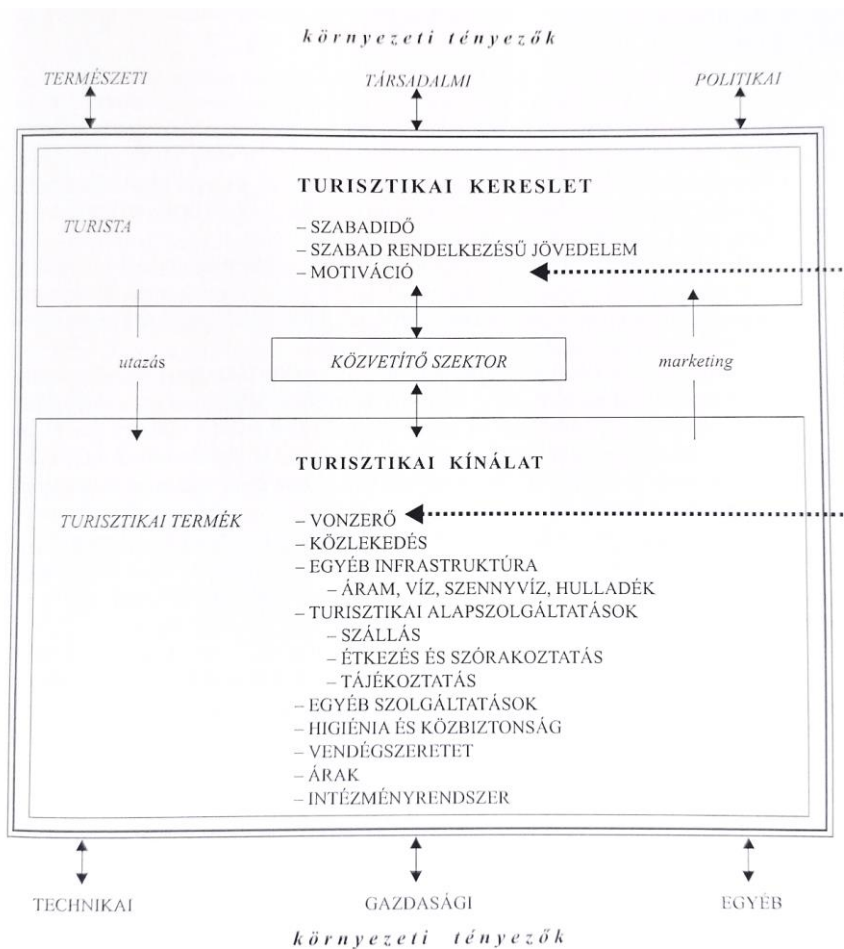 környezeti tényezők
TERMÉSZETI TÁRSADALMI POLITIKAI
TURISZTIKAI KERESLET
TURISTA
– SZABADIDŐ
– SZABAD RENDELKEZÉSŰ JÖVEDELEM
– MOTIVÁCIÓ
utazás KÖZVETÍTŐ SZEKTOR marketing
TURISZTIKAI KÍNÁLAT
TURISZTIKAI TERMÉK – VONZERŐ
– KÖZLEKEDÉS
– EGYÉB INFRASTRUKTÚRA
– ÁRAM, VÍZ, SZENNYVÍZ, HULLADÉK
– TURISZTIKAI ALAPSZOLGÁLTATÁSOK
– SZÁLLÁS
– ÉTKEZÉS ÉS SZÓRAKOZTATÁS
– TÁJÉKOZTATÁS
– EGYÉB SZOLGÁLTATÁSOK
– HIGIÉNIA ÉS KÖZBIZTONSÁG
– VENDÉGSZERETET
– ÁRAK
– INTÉZMÉNYRENDSZER
TECHNIKAI GAZDASÁGI EGYÉB
környezeti tényezők